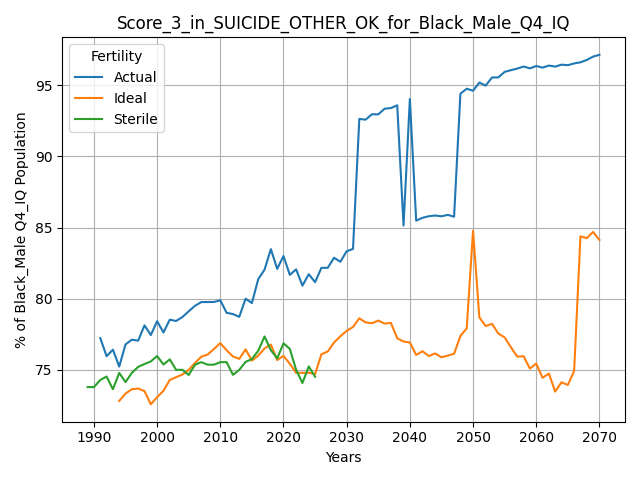 Score_3_in_SUICIDE_OTHER_OK_for_Black_Male_Q4_IQ
Fertility
Actual
Ideal
Sterile
% of Black_Male Q4_IQ Population
95
90
85
80
75
1990 2000 2010 2020 2030 2040 2050 2060 2070
Years